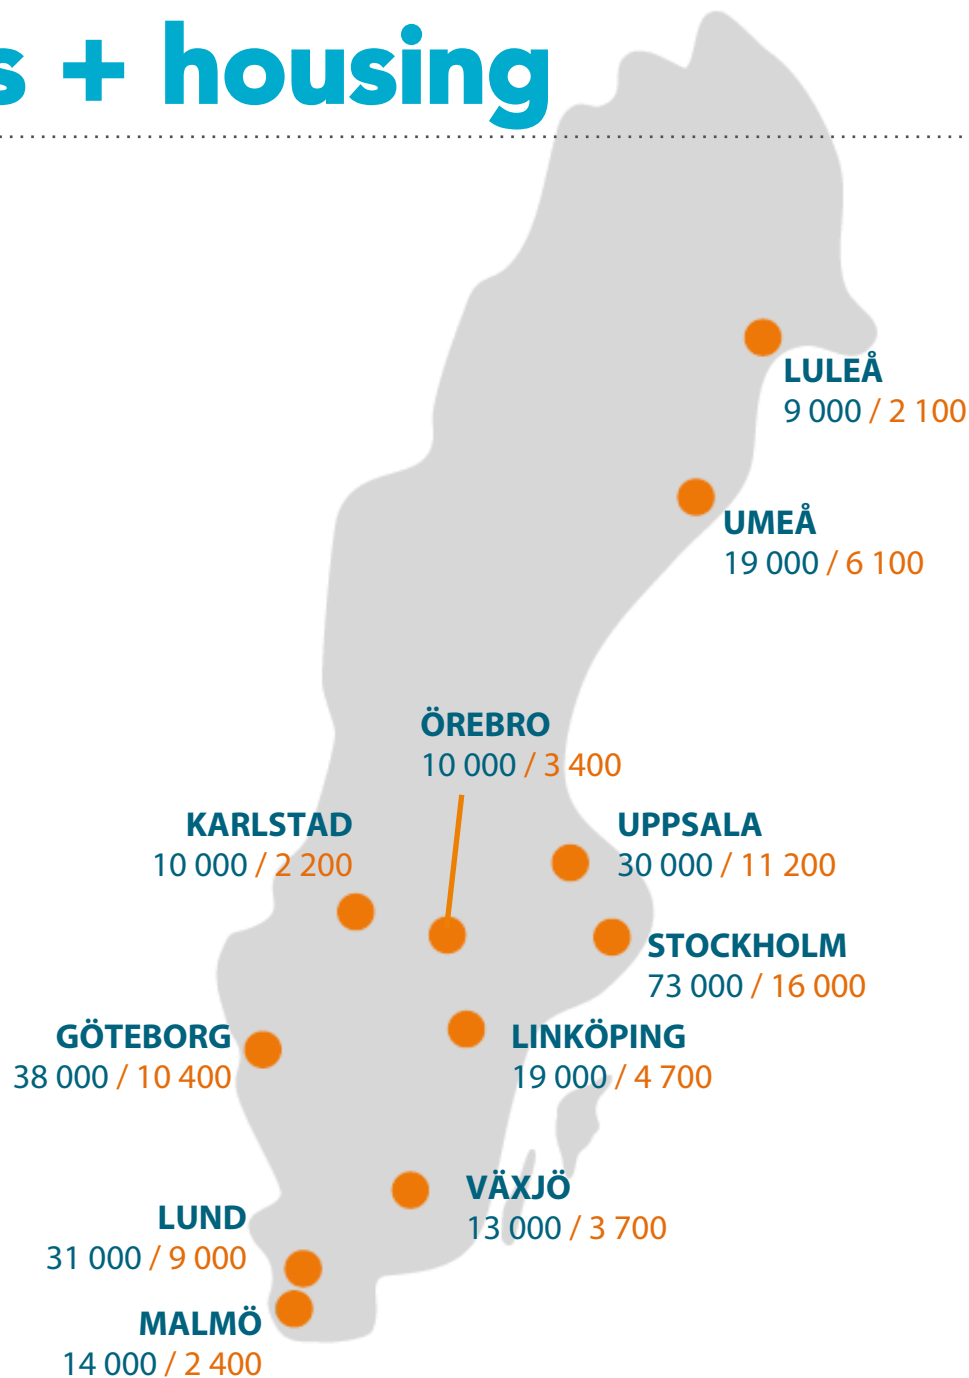 s + housing
LULEÅ
9 000 / 2 100
UMEÅ
19 000 / 6 100
ÖREBRO
10 000 / 3 400
KARLSTAD
10 000 / 2 200
UPPSALA
30 000 / 11 200
STOCKHOLM
73 000 / 16 000
GÖTEBORG
38 000 / 10 400
LINKÖPING
19 000 / 4 700
VÄXJÖ
13 000 / 3 700
LUND
31 000 / 9 000
MALMÖ
14 000 / 2 400